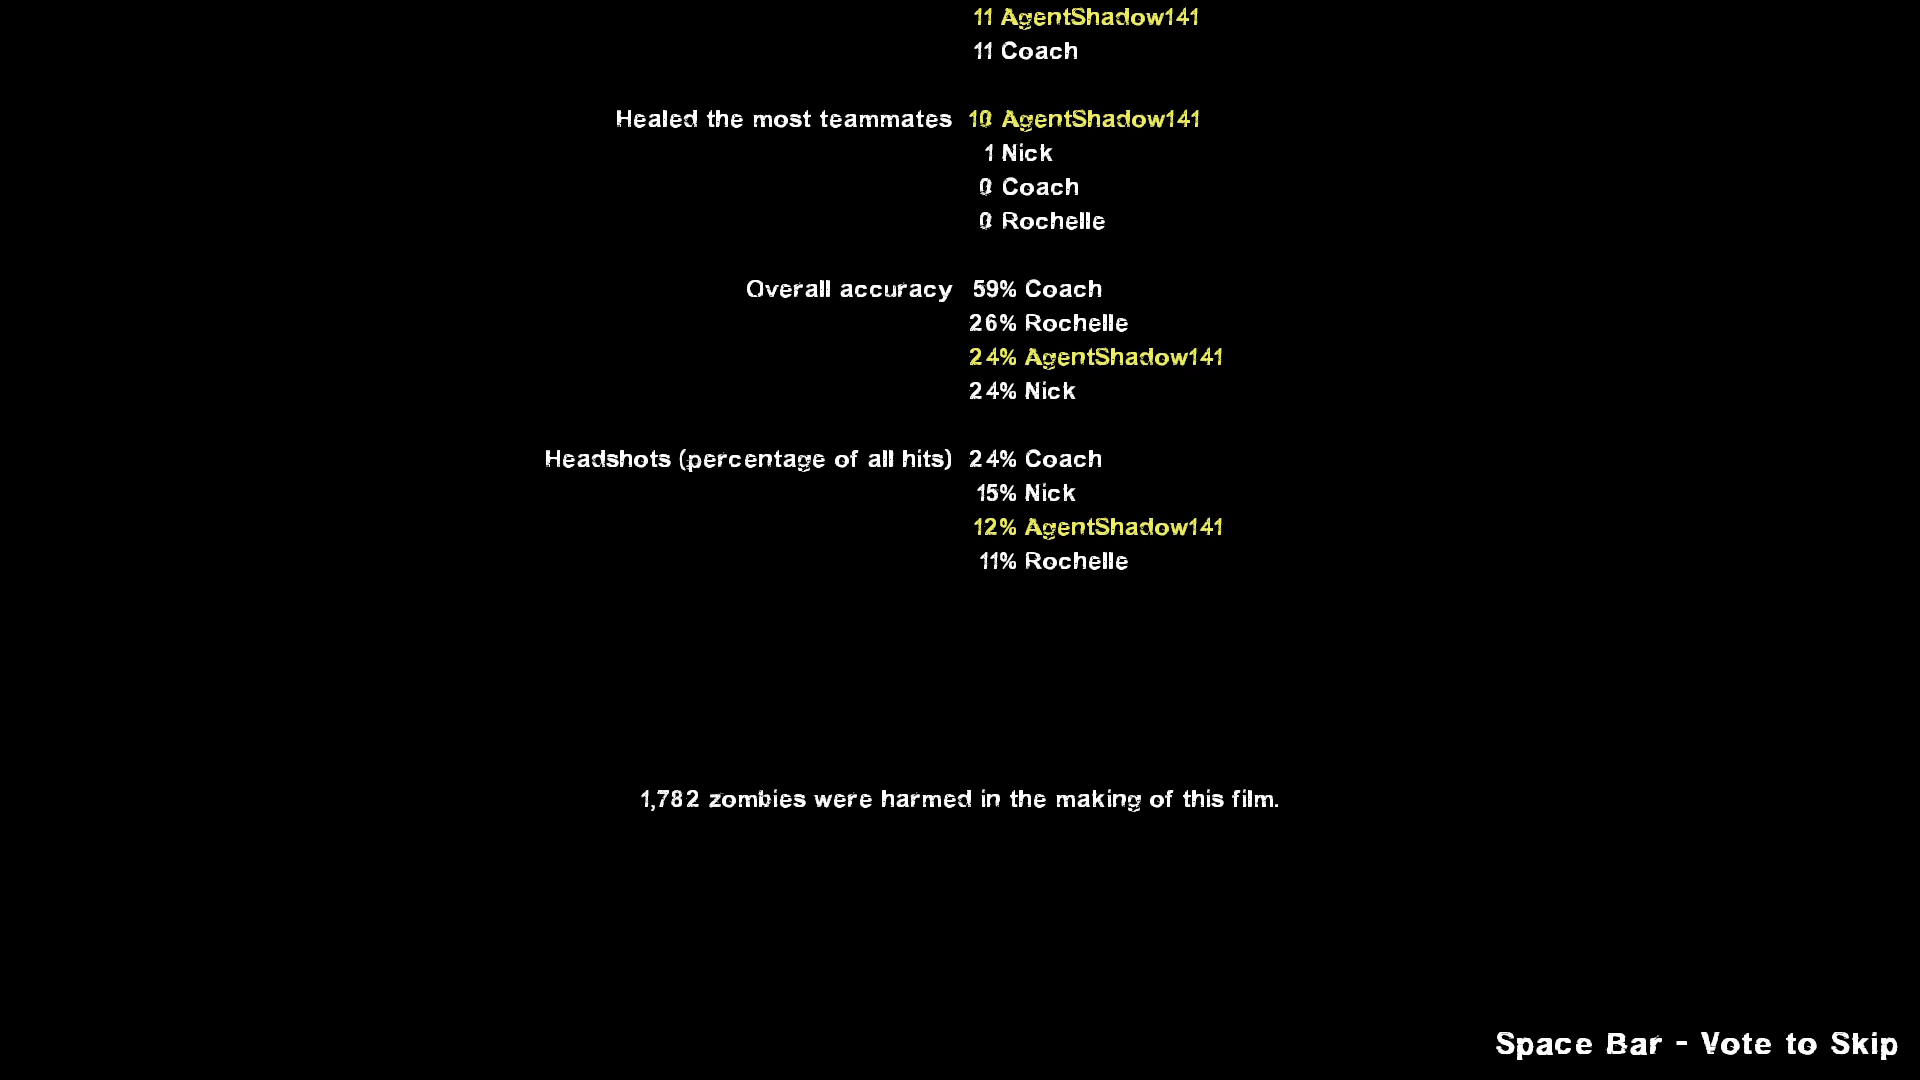 11 AgentShadow141
11 Coach
Healed the most teammates 10 AgentShadow141
1 Nick
0 Coach
0 Rochelle
Overall accuracy 59% Coach
26% Rochelle
24% AgentShadow141
24% Nick
Headshots (percentage of all hits) 24% Coach
15% Nick
12% AgentShadow141
11% Rochelle
1,782 zombies were harmed in the making of this film.
Space Bar - Vote to Skip